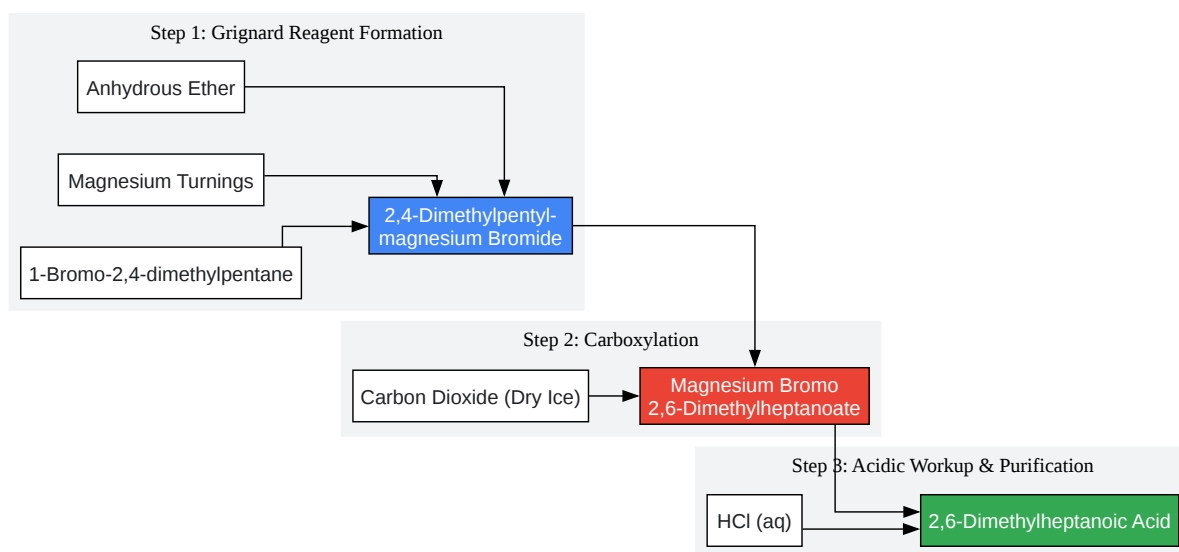 Step 1: Grignard Reagent Formation
Anhydrous Ether
Magnesium Turnings
2,4-Dimethylpentyl-
magnesium Bromide
1-Bromo-2,4-dimethylpentane
Step 2: Carboxylation
Carbon Dioxide (Dry Ice)
Magnesium Bromo
2,6-Dimethylheptanoate
Step 3: Acidic Workup & Purification
HCl (aq)
2,6-Dimethylheptanoic Acid